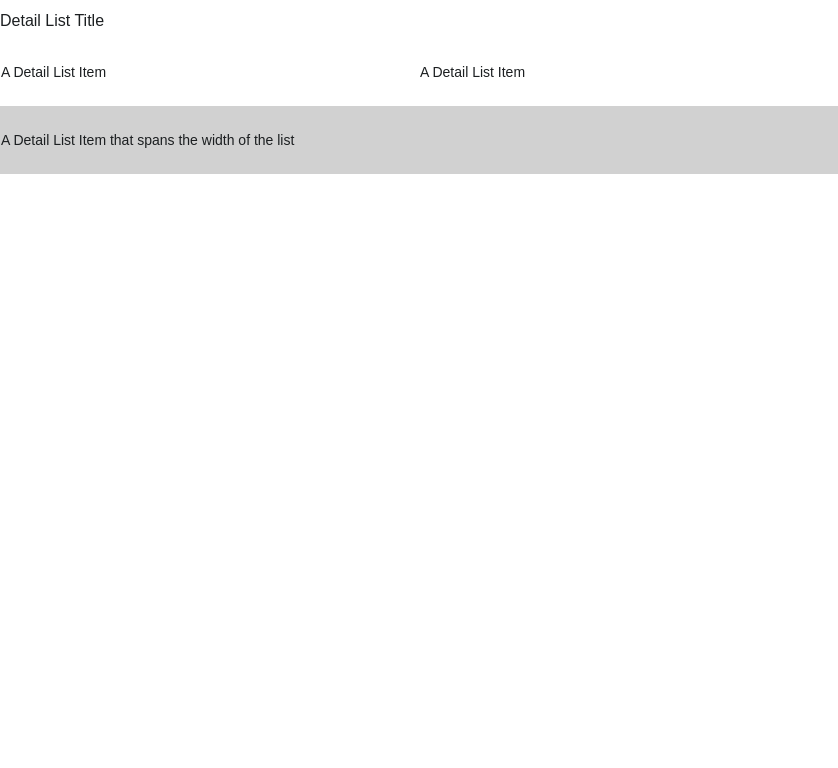 Detail List Title
A Detail List Item
A Detail List Item
A Detail List Item that spans the width of the list